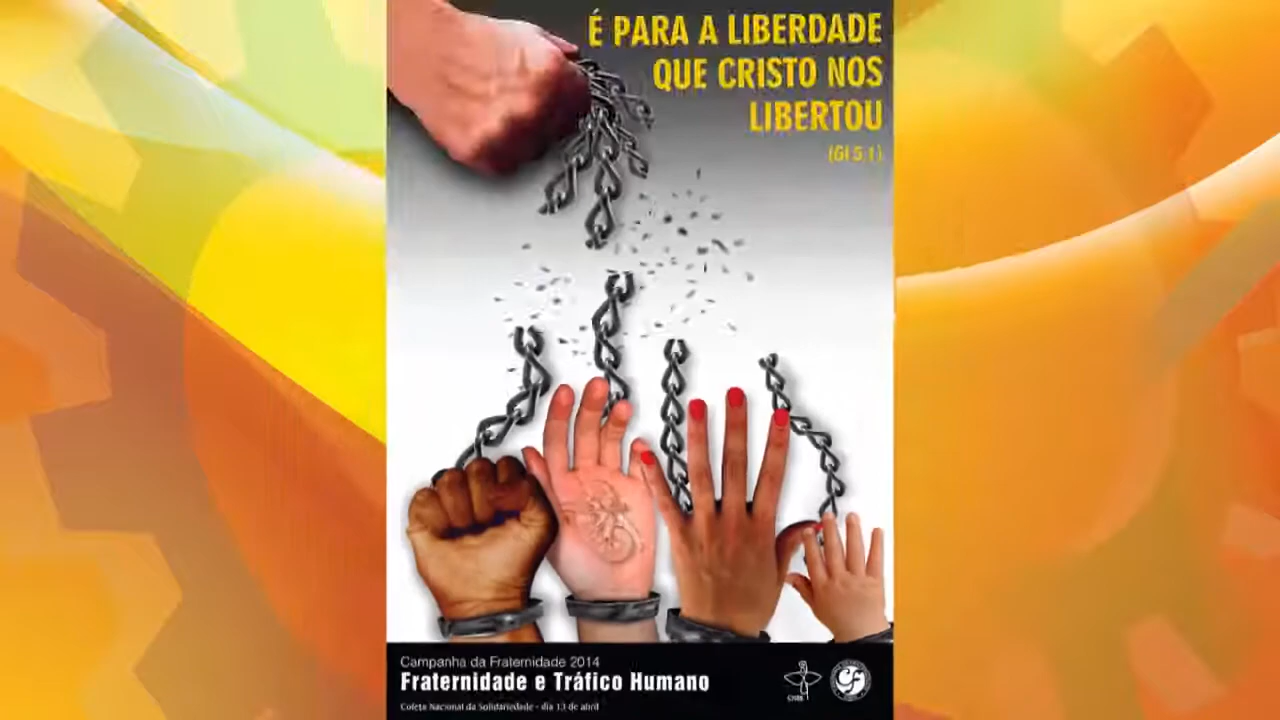 É PARA A LIBERDADE
QUE CRISTO NOS
LIBERTOU
(Gl 5,1)
Campanha da Fraternidade 2014
Fraternidade e Tráfico Humano
Coleta Nacional da Solidariedade - dia 13 de abril
CNBB
CF